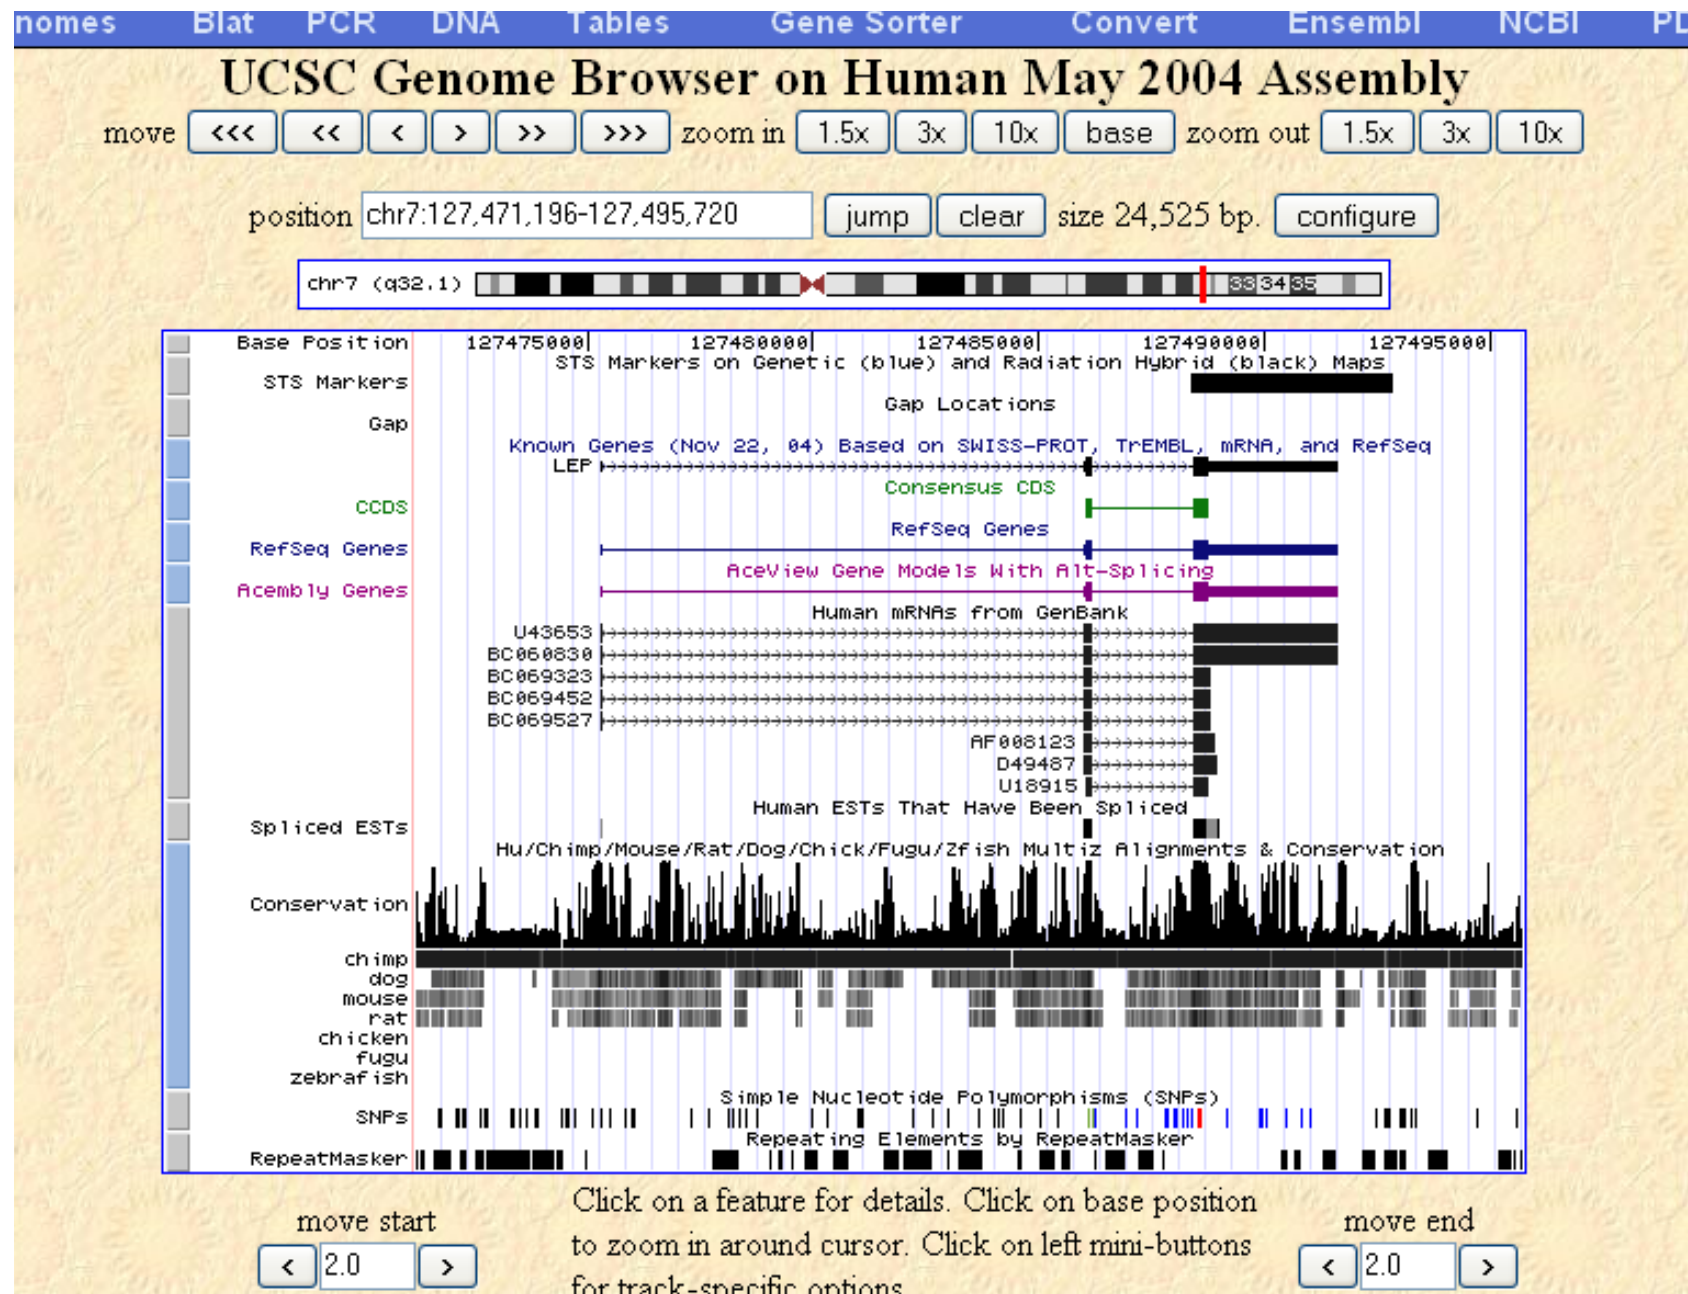 nomes Blat PCR DNA Tables Gene Sorter Convert Ensembl NCBI PD
UCSC Genome Browser on Human May 2004 Assembly
move <<< << < > >> >>> zoom in 1.5x 3x 10x base zoom out 1.5x 3x 10x
position chr7:127,471,196-127,495,720 jump clear size 24,525 bp. configure
chr7 (q32.1) 33 34 35
Base Position 127475000| 127480000| 127485000| 127490000| 127495000|
STS Markers on Genetic (blue) and Radiation Hybrid (black) Maps
STS Markers
Gap Locations
Gap
Known Genes (Nov 22, 04) Based on SWISS-PROT, TrEMBL, mRNA, and RefSeq
LEP
Consensus CDS
CCDS
RefSeq Genes
RefSeq Genes
AceView Gene Models With Alt-Splicing
Acembly Genes
Human mRNAs from GenBank
U43653
BC060830
BC069323
BC069452
BC069527
AF008123
D49487
U18915
Human ESTs That Have Been Spliced
Spliced ESTs
Hu/Chimp/Mouse/Rat/Dog/Chick/Fugu/Zfish Multiz Alignments & Conservation
Conservation
chimp
dog
mouse
rat
chicken
fugu
zebrafish
Simple Nucleotide Polymorphisms (SNPs)
SNPs
Repeating Elements by RepeatMasker
RepeatMasker
move start
< 2.0 >
Click on a feature for details. Click on base position
to zoom in around cursor. Click on left mini-buttons
for track-specific options.
move end
< 2.0 >